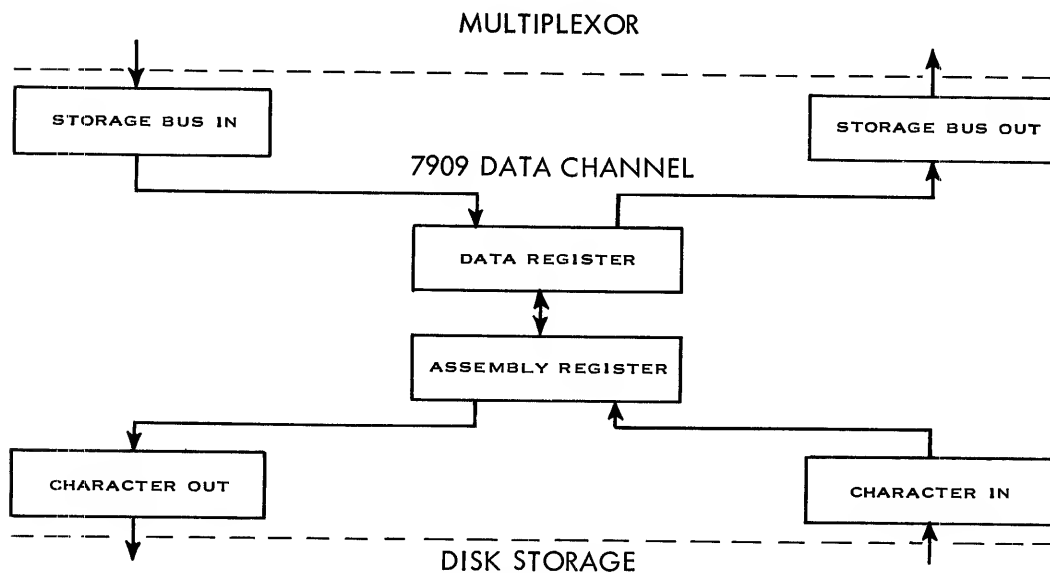 MULTIPLEXOR
STORAGE BUS IN
STORAGE BUS OUT
7909 DATA CHANNEL
DATA REGISTER
ASSEMBLY REGISTER
CHARACTER OUT
CHARACTER IN
DISK STORAGE